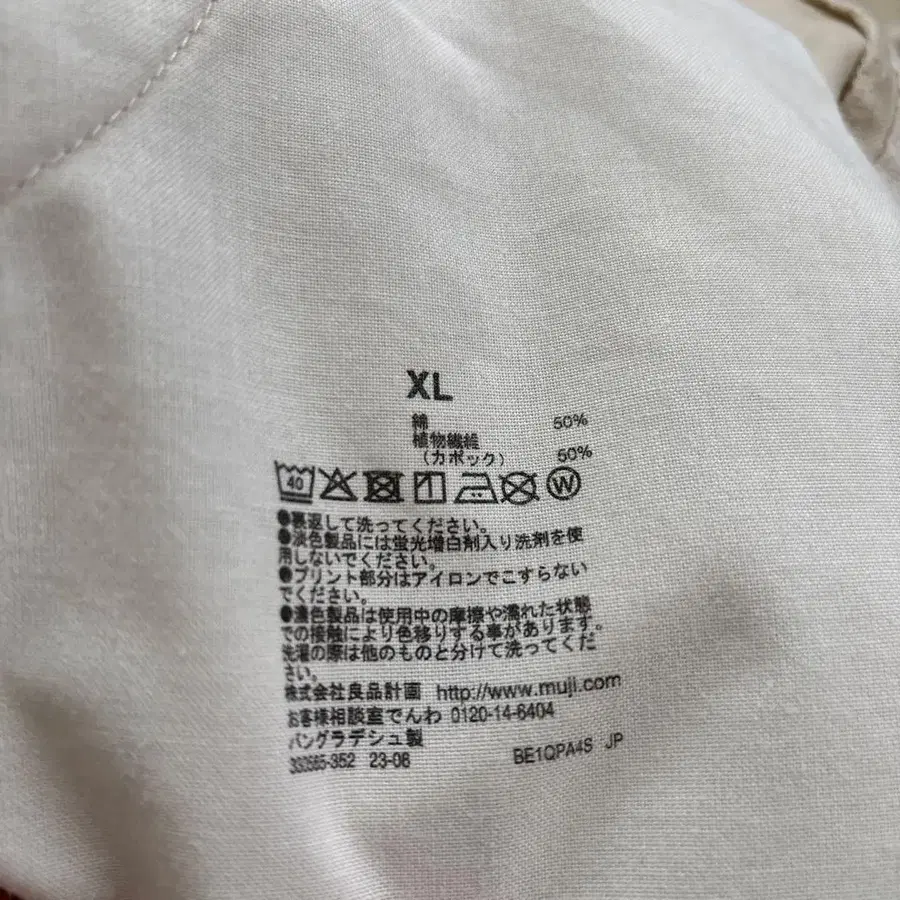 XL
綿 50%
植物繊維
（カポック） 50%
40 W
●裏返して洗ってください。
●淡色製品には蛍光増白剤入り洗剤を使
用しないでください。
●プリント部分はアイロンでこすらない
でください。
●濃色製品は使用中の摩擦や濡れた状態
での接触により色移りする事があります。
洗濯の際は他のものと分けて洗ってくだ
さい。
株式会社良品計画 http://www.muji.com
お客様相談室でんわ 0120-14-6404
バングラデシュ製
23-06 BE1QPA4S JP